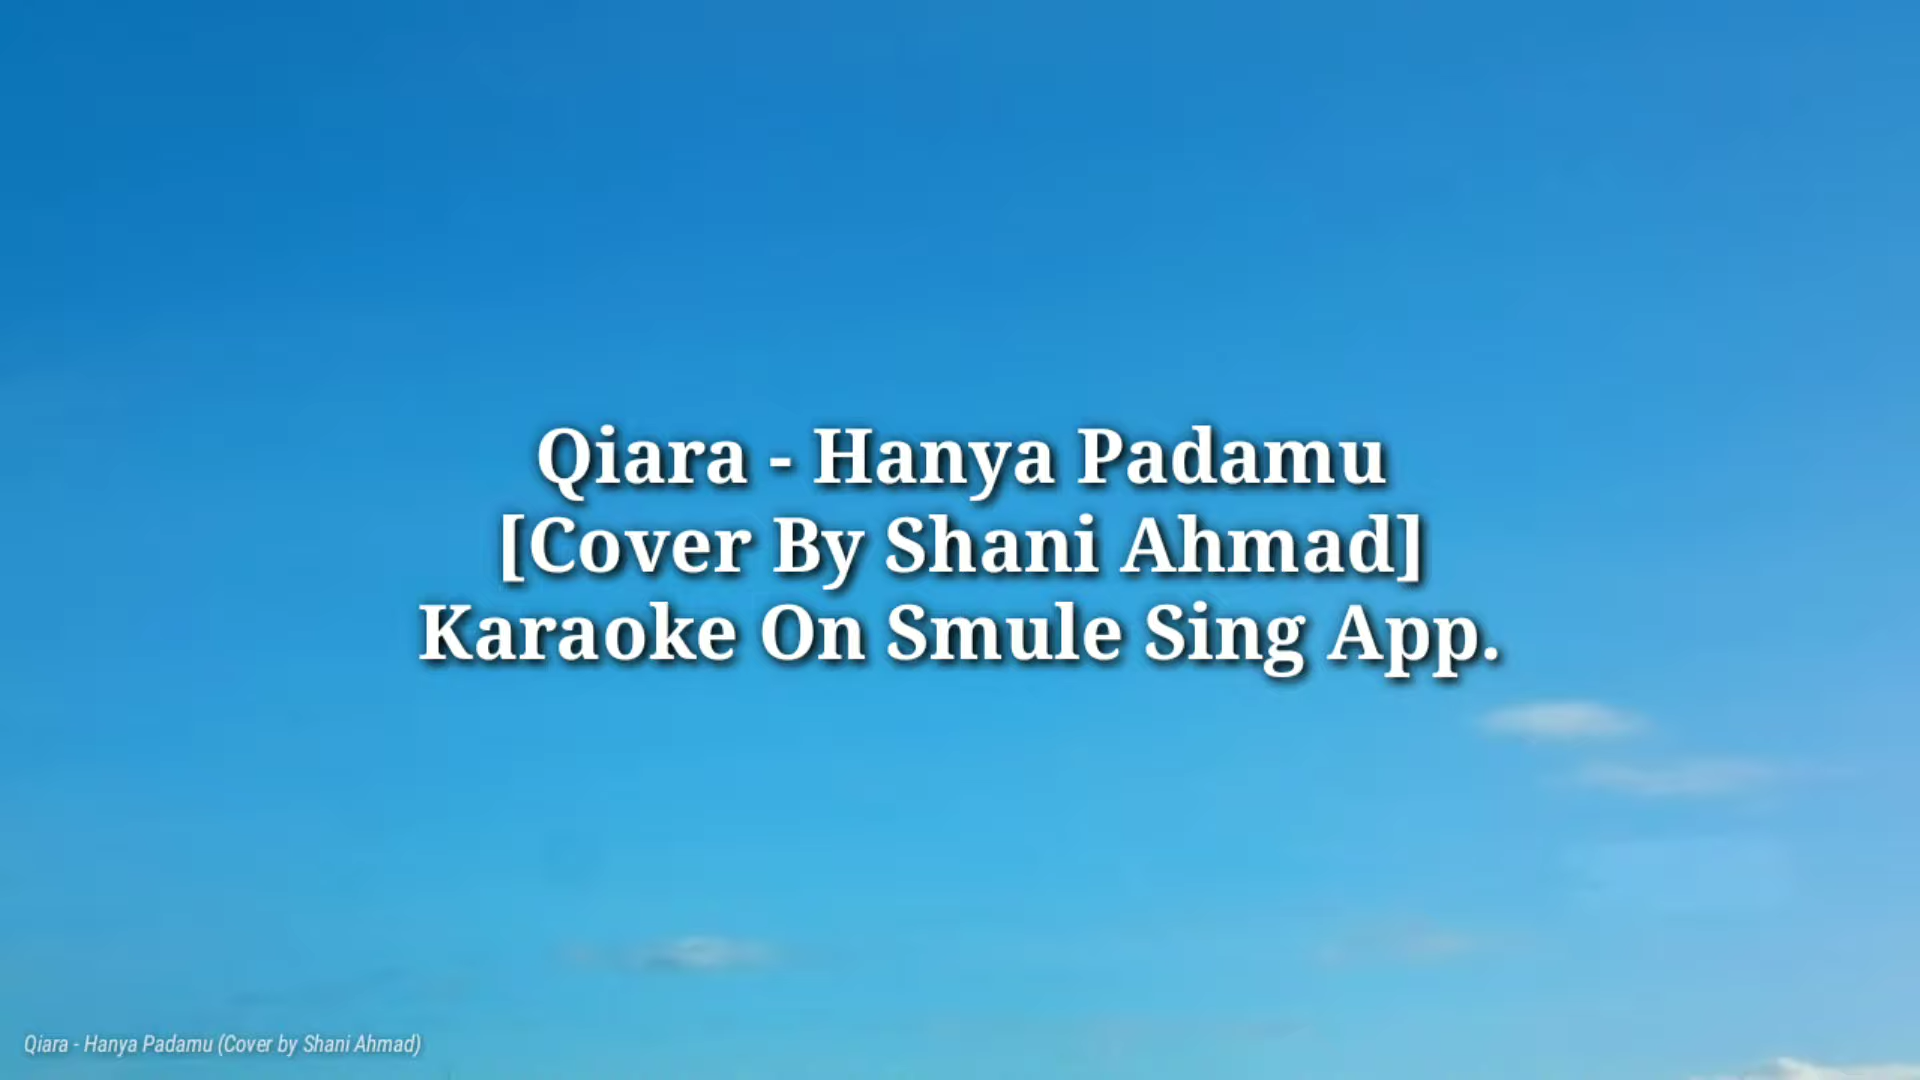 Qiara - Hanya Padamu
[Cover By Shani Ahmad]
Karaoke On Smule Sing App.
Qiara - Hanya Padamu (Cover by Shani Ahmad)